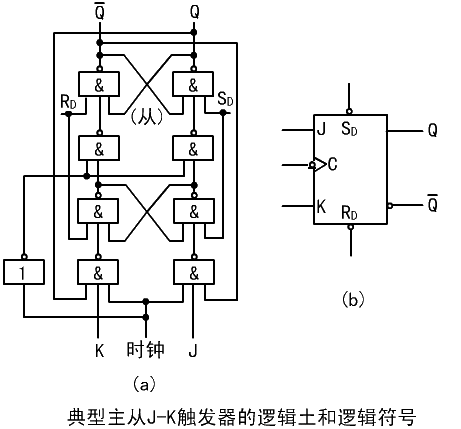 Q̅ Q
& &
R_D (从) S_D
& &
& &
1 & &
K 时钟 J
(a)
J S_D Q
C
K R_D Q̅
(b)
典型主从J-K触发器的逻辑土和逻辑符号